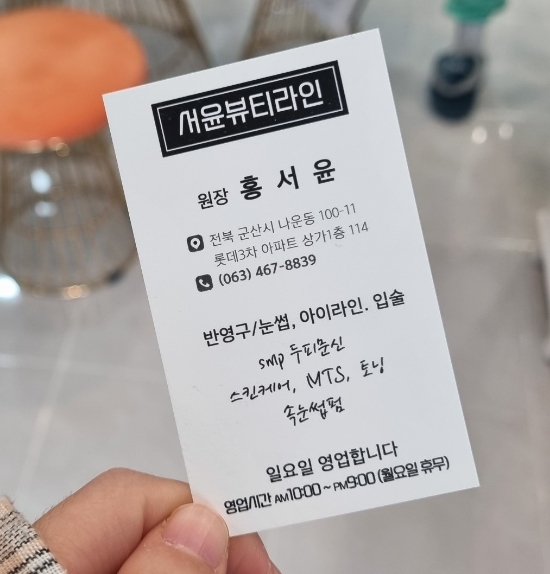 서윤뷰티라인
원장 홍 서 윤
전북 군산시 나운동 100-11
롯데3차 아파트 상가1층 114
(063) 467-8839
반영구/눈썹, 아이라인. 입술
smp 두피문신
스킨케어, MTS, 토닝
속눈썹펌
일요일 영업합니다
영업시간 AM10:00 ~ PM9:00 (월요일 휴무)